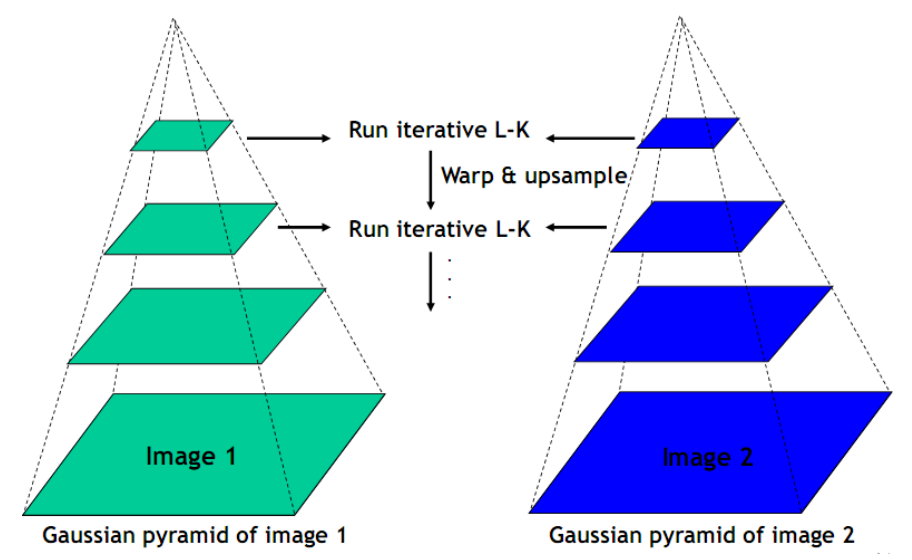 Run iterative L-K
Warp & upsample
Run iterative L-K
.
.
.
Image 1
Image 2
Gaussian pyramid of image 1
Gaussian pyramid of image 2